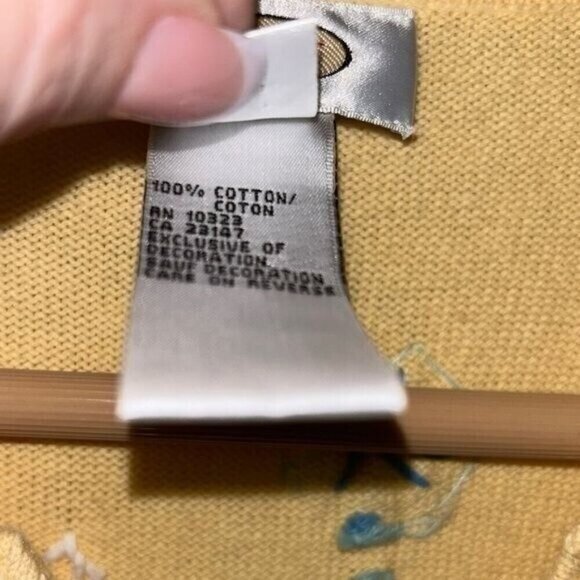 100% COTTON/
COTON
RN 10323
CA 23147
EXCLUSIVE OF
DECORATION
SAUF DECORATION
CARE ON REVERSE